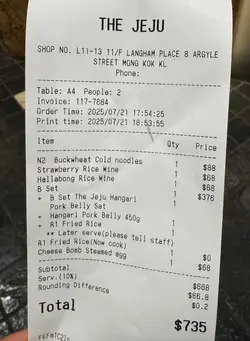 THE JEJU
SHOP NO. L11-13 11/F LANGHAM PLACE 8 ARGYLE
STREET MONG KOK KL
Phone:
Table: A4 People: 2
Invoice: 117-7684
Order Time: 2025/07/21 17:54:25
Print time: 2025/07/21 18:53:55
Item Qty Price
N2 Buckwheat Cold noodles 1 $88
Strawberry Rice Wine 1 $68
Hallabong Rice Wine 1 $68
B Set 1 $376
+ B Set The Jeju Hangari 1
Pork Belly Set
+ Hangari Pork Belly 450g 1
+ R1 Fried Rice 1
** Later serve(please tell staff)
R1 Fried Rice(Now cook) 1 $0
Cheese Bomb Steamed egg 1 $68
Subtotal $668
Serv.(10%) $66.8
Rounding Difference $0.2
Total $735